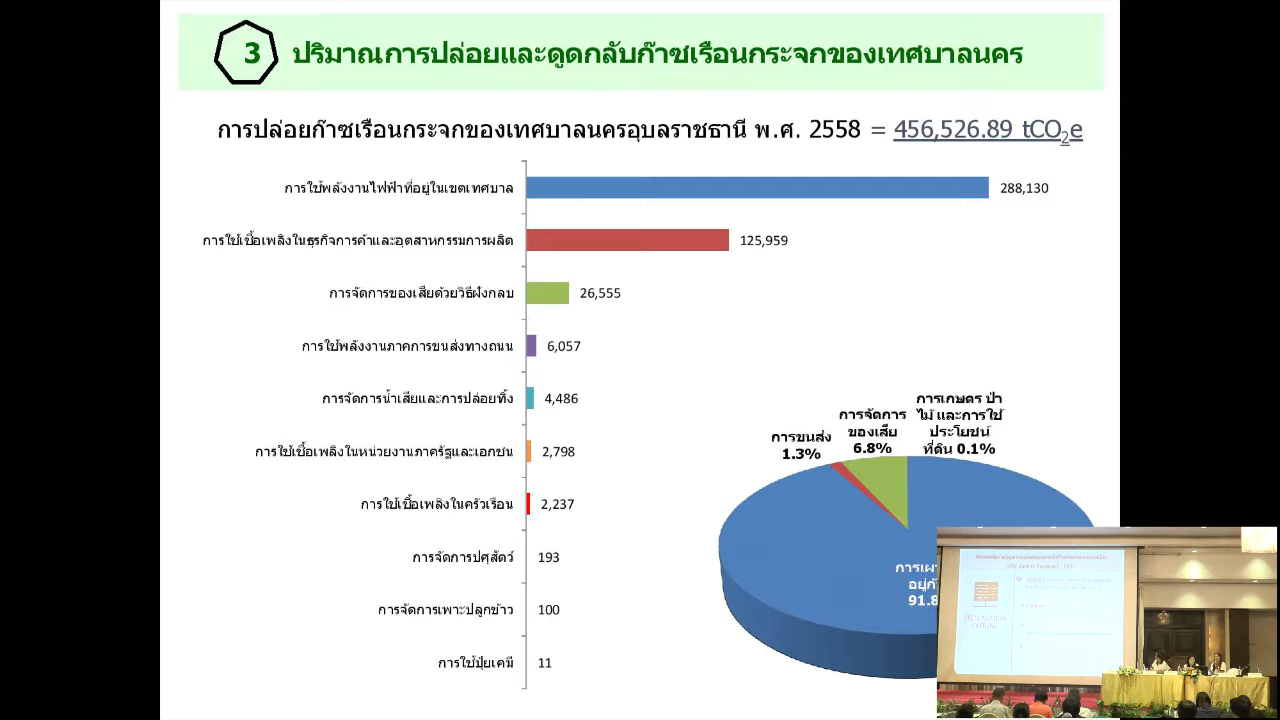 3 ปริมาณการปล่อยและดูดกลับก๊าซเรือนกระจกของเทศบาลนคร
การปล่อยก๊าซเรือนกระจกของเทศบาลนครอุบลราชธานี พ.ศ. 2558 = 456,526.89 tCO2e
การใช้พลังงานไฟฟ้าที่อยู่ในเขตเทศบาล 288,130
การใช้เชื้อเพลิงในธุรกิจการค้าและอุตสาหกรรมการผลิต 125,959
การจัดการของเสียด้วยวิธีฝังกลบ 26,555
การใช้พลังงานภาคการขนส่งทางถนน 6,057
การจัดการน้ำเสียและการปล่อยทิ้ง 4,486
การใช้เชื้อเพลิงในหน่วยงานภาครัฐและเอกชน 2,798
การใช้เชื้อเพลิงในครัวเรือน 2,237
การจัดการปศุสัตว์ 193
การจัดการเพาะปลูกข้าว 100
การใช้ปุ๋ยเคมี 11
การขนส่ง
1.3%
การจัดการ
ของเสีย
6.8%
การเกษตร ป่า
ไม้ และการใช้
ประโยชน์
ที่ดิน 0.1%
91.8
(City Carbon Footprint : CCF)
PRESENTATION
OUTLINE